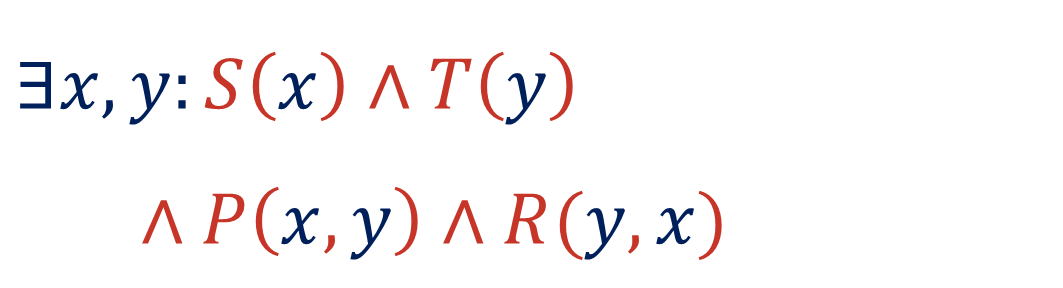 ∃x, y: S(x) ∧ T(y)
∧ P(x, y) ∧ R(y, x)